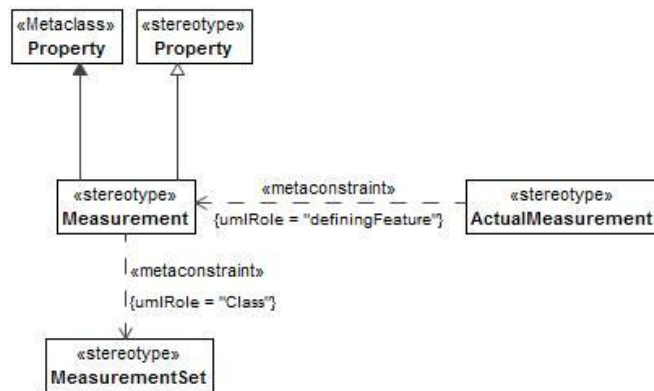 «Metaclass»
Property
«stereotype»
Property
«stereotype»
Measurement
«metaconstraint»
{umlRole = "definingFeature"}
«stereotype»
ActualMeasurement
«metaconstraint»
{umlRole = "Class"}
«stereotype»
MeasurementSet